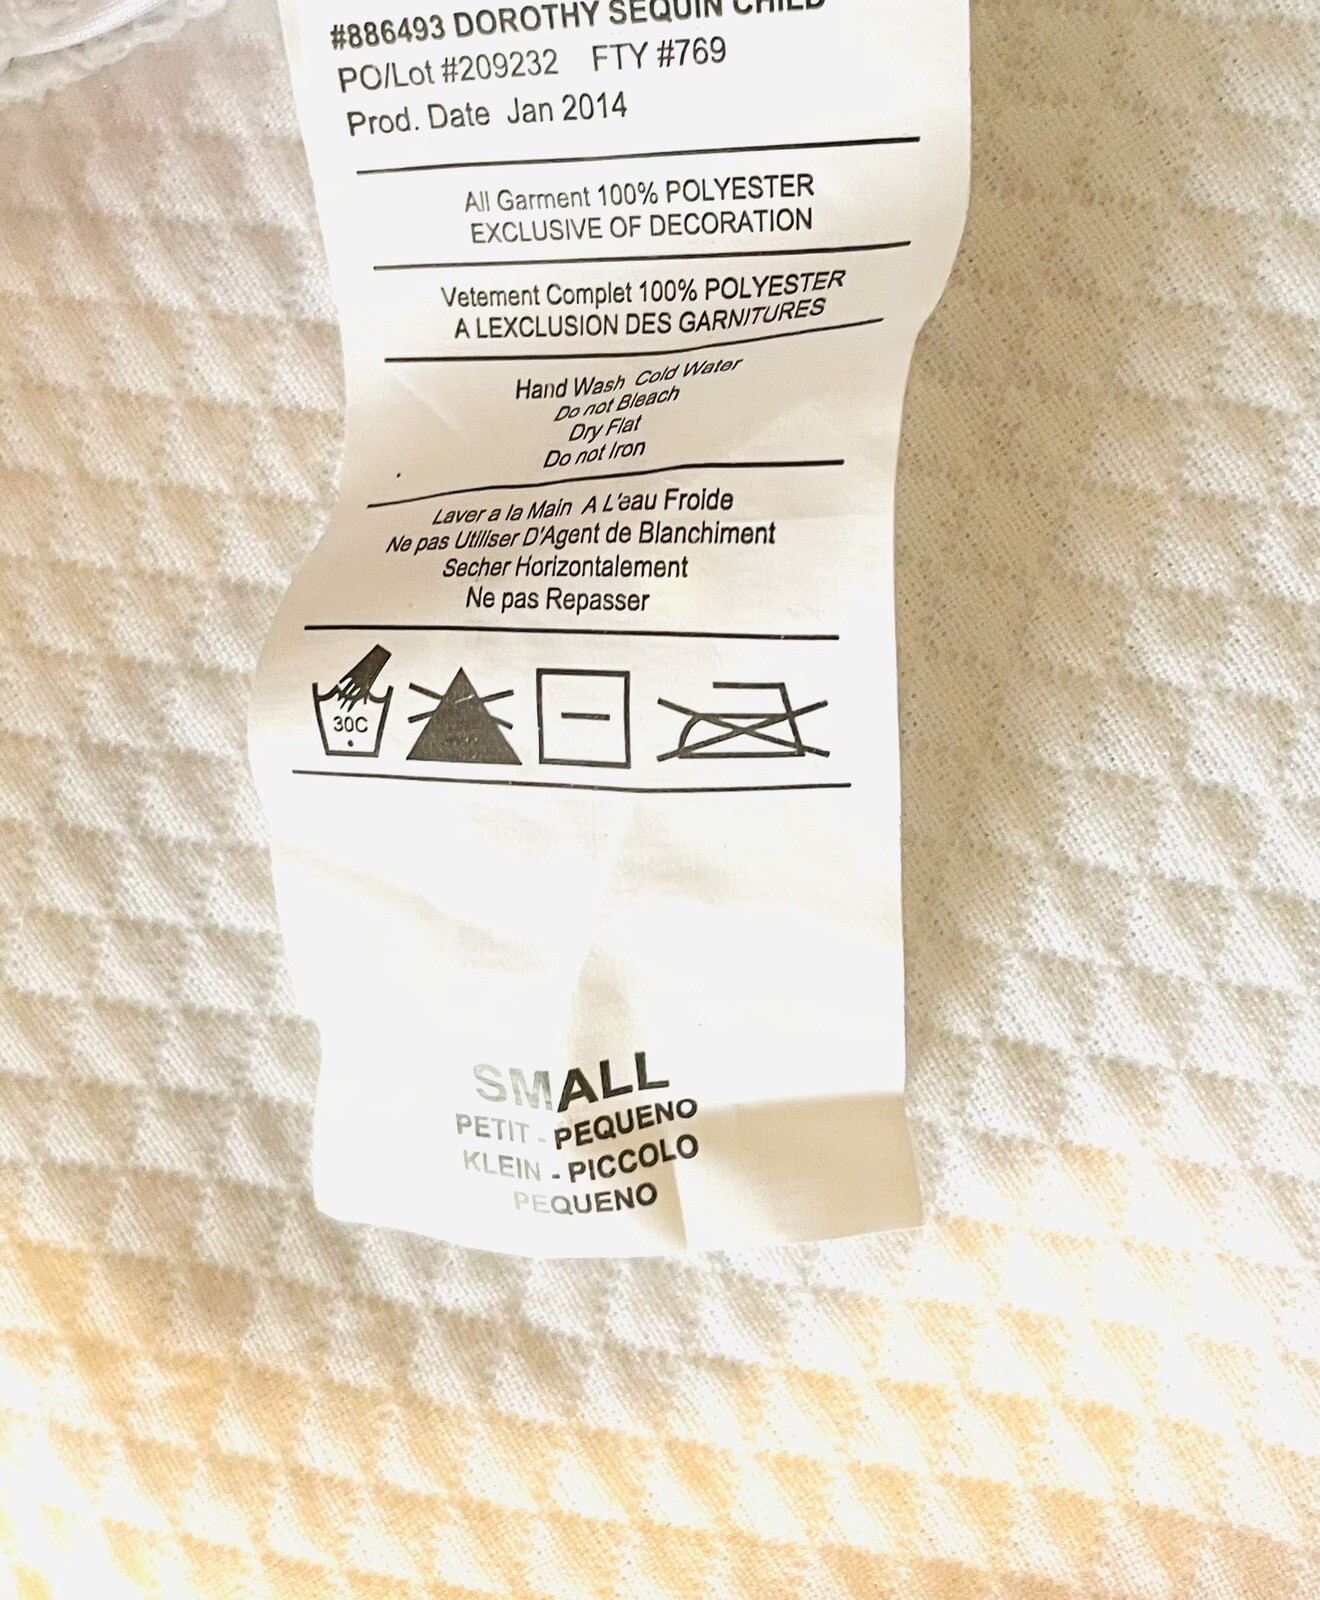 #886493 DOROTHY SEQUIN CHILD
PO/Lot #209232 FTY #769
Prod. Date Jan 2014
All Garment 100% POLYESTER
EXCLUSIVE OF DECORATION
Vetement Complet 100% POLYESTER
A LEXCLUSION DES GARNITURES
Hand Wash Cold Water
Do not Bleach
Dry Flat
Do not Iron
Laver a la Main A L'eau Froide
Ne pas Utiliser D'Agent de Blanchiment
Secher Horizontalement
Ne pas Repasser
30C
SMALL
PETIT - PEQUENO
KLEIN - PICCOLO
PEQUENO